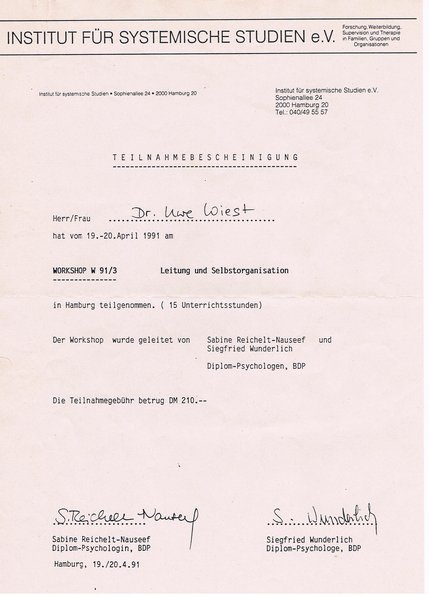 INSTITUT FÜR SYSTEMISCHE STUDIEN e.V.
Forschung, Weiterbildung,
Supervision und Therapie
in Familien, Gruppen und
Organisationen
Institut für systemische Studien • Sophienallee 24 • 2000 Hamburg 20
Institut für systemische Studien e.V.
Sophienallee 24
2000 Hamburg 20
Tel.: 040/49 55 57
TEILNAHMEBESCHEINIGUNG
Herr/Frau Dr. Uwe Wiest
hat vom 19.-20.April 1991 am
WORKSHOP W 91/3 Leitung und Selbstorganisation
in Hamburg teilgenommen. ( 15 Unterrichtsstunden)
Der Workshop wurde geleitet von Sabine Reichelt-Nauseef und
Siegfried Wunderlich
Diplom-Psychologen, BDP
Die Teilnahmegebühr betrug DM 210.--
S. Reichelt Nauseef S. Wunderlich
Sabine Reichelt-Nauseef Siegfried Wunderlich
Diplom-Psychologin, BDP Diplom-Psychologe, BDP
Hamburg, 19./20.4.91